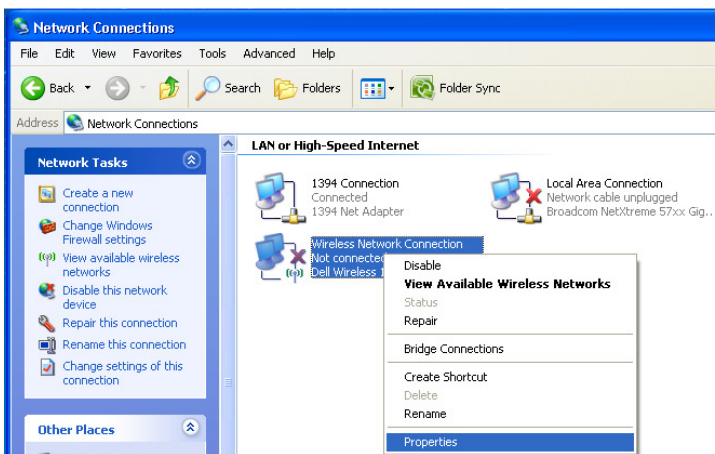 Network Connections
File Edit View Favorites Tools Advanced Help
Back Search Folders Folder Sync
Address Network Connections
Network Tasks
Create a new
connection
Change Windows
Firewall settings
View available wireless
networks
Disable this network
device
Repair this connection
Rename this connection
Change settings of this
connection
Other Places
LAN or High-Speed Internet
1394 Connection
Connected
1394 Net Adapter
Local Area Connection
Network cable unplugged
Broadcom NetXtreme 57xx Gig...
Wireless Network Connection
Not connected
Dell Wireless 1
Disable
View Available Wireless Networks
Status
Repair
Bridge Connections
Create Shortcut
Delete
Rename
Properties